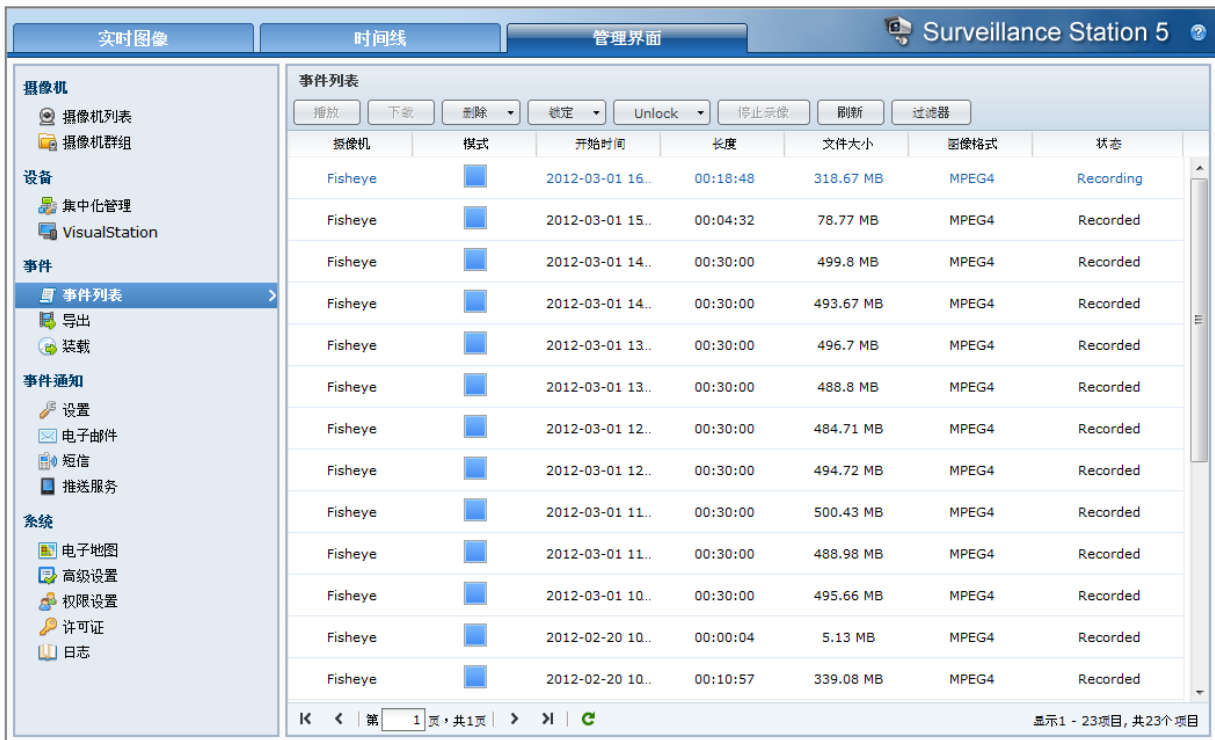 实时图像 时间线 管理界面 Surveillance Station 5 ?
摄像机
摄像机列表
摄像机群组
设备
集中化管理
VisualStation
事件
事件列表
导出
装载
事件通知
设置
电子邮件
短信
推送服务
系统
电子地图
高级设置
权限设置
许可证
日志
事件列表
播放 下载 删除 锁定 Unlock 停止录像 刷新 过滤器
摄像机 模式 开始时间 长度 文件大小 图像格式 状态
Fisheye 2012-03-01 16... 00:18:48 318.67 MB MPEG4 Recording
Fisheye 2012-03-01 15... 00:04:32 78.77 MB MPEG4 Recorded
Fisheye 2012-03-01 14... 00:30:00 499.8 MB MPEG4 Recorded
Fisheye 2012-03-01 14... 00:30:00 493.67 MB MPEG4 Recorded
Fisheye 2012-03-01 13... 00:30:00 496.7 MB MPEG4 Recorded
Fisheye 2012-03-01 13... 00:30:00 488.8 MB MPEG4 Recorded
Fisheye 2012-03-01 12... 00:30:00 484.71 MB MPEG4 Recorded
Fisheye 2012-03-01 12... 00:30:00 494.72 MB MPEG4 Recorded
Fisheye 2012-03-01 11... 00:30:00 500.43 MB MPEG4 Recorded
Fisheye 2012-03-01 11... 00:30:00 488.98 MB MPEG4 Recorded
Fisheye 2012-03-01 10... 00:30:00 495.66 MB MPEG4 Recorded
Fisheye 2012-02-20 10... 00:00:04 5.13 MB MPEG4 Recorded
Fisheye 2012-02-20 10... 00:10:57 339.08 MB MPEG4 Recorded
第 1 页,共1页 显示1 - 23项目, 共23个项目